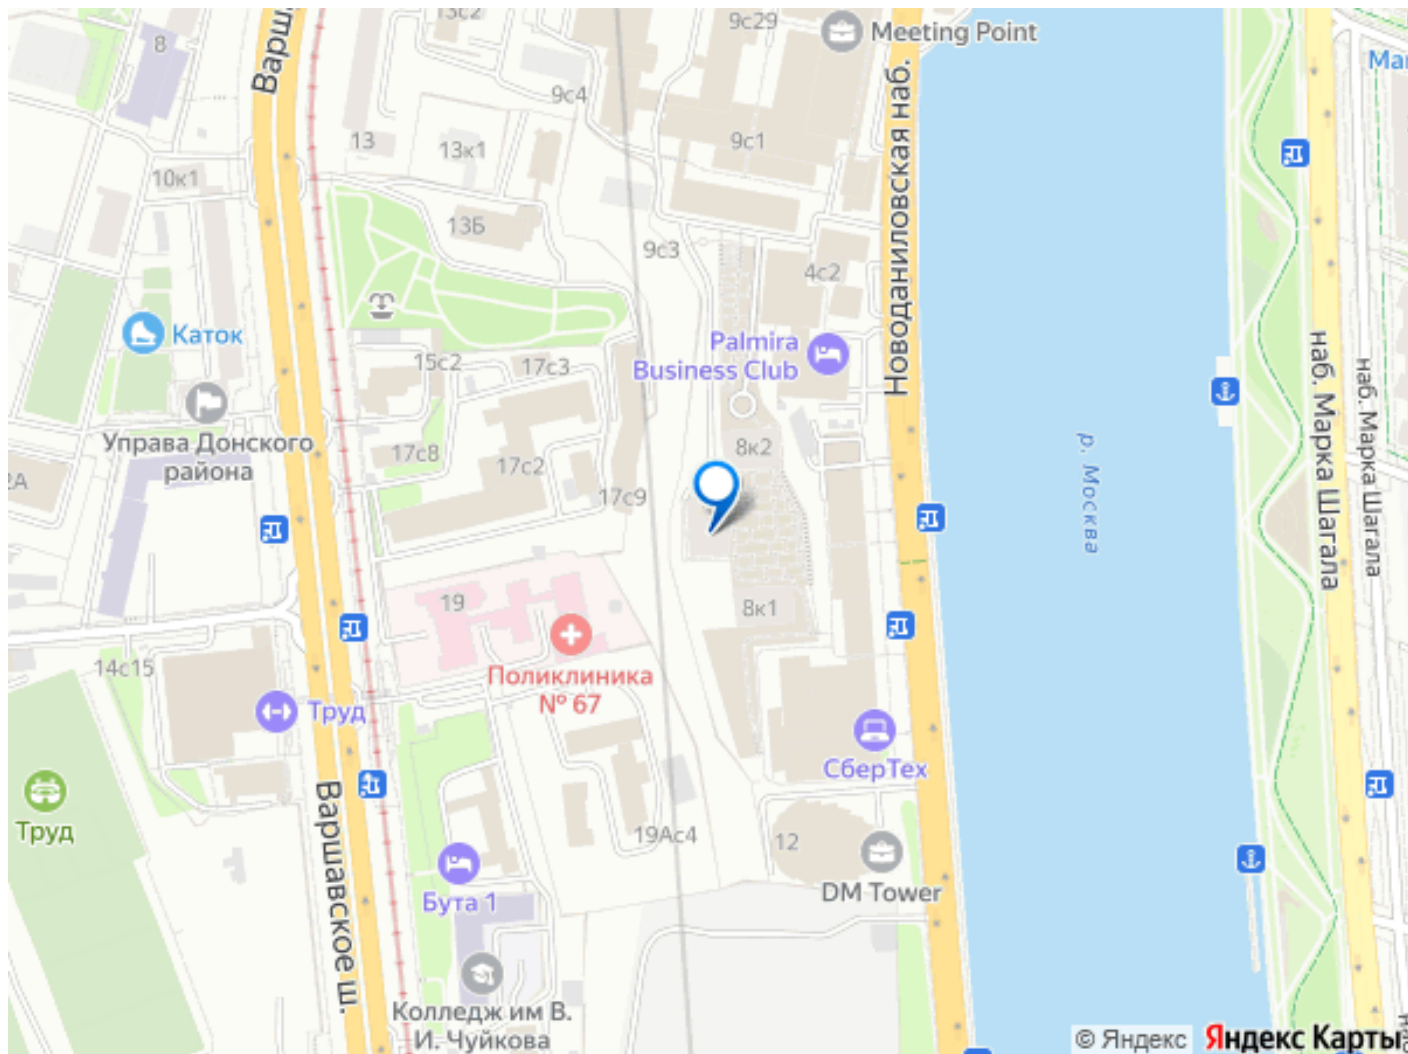 13с2
9с29
Meeting Point
8
Варш
Новоданиловская наб.
Маг
9с4
13
13к1
9с1
10к1
13Б
9с3
4с2
Каток
Palmira
Business Club
15с2
17с3
наб. Марка Шагала
наб. Марка Шагала
Управа Донского
района
8к2
17с8
17с2
2А
17с9
р. Москва
19
8к1
Поликлиника
№ 67
14с15
Труд
СберТех
Варшавское ш.
Труд
19Ас4
12
DM Tower
Бута 1
Колледж им В.
И. Чуйкова
© Яндекс
Яндекс Карты